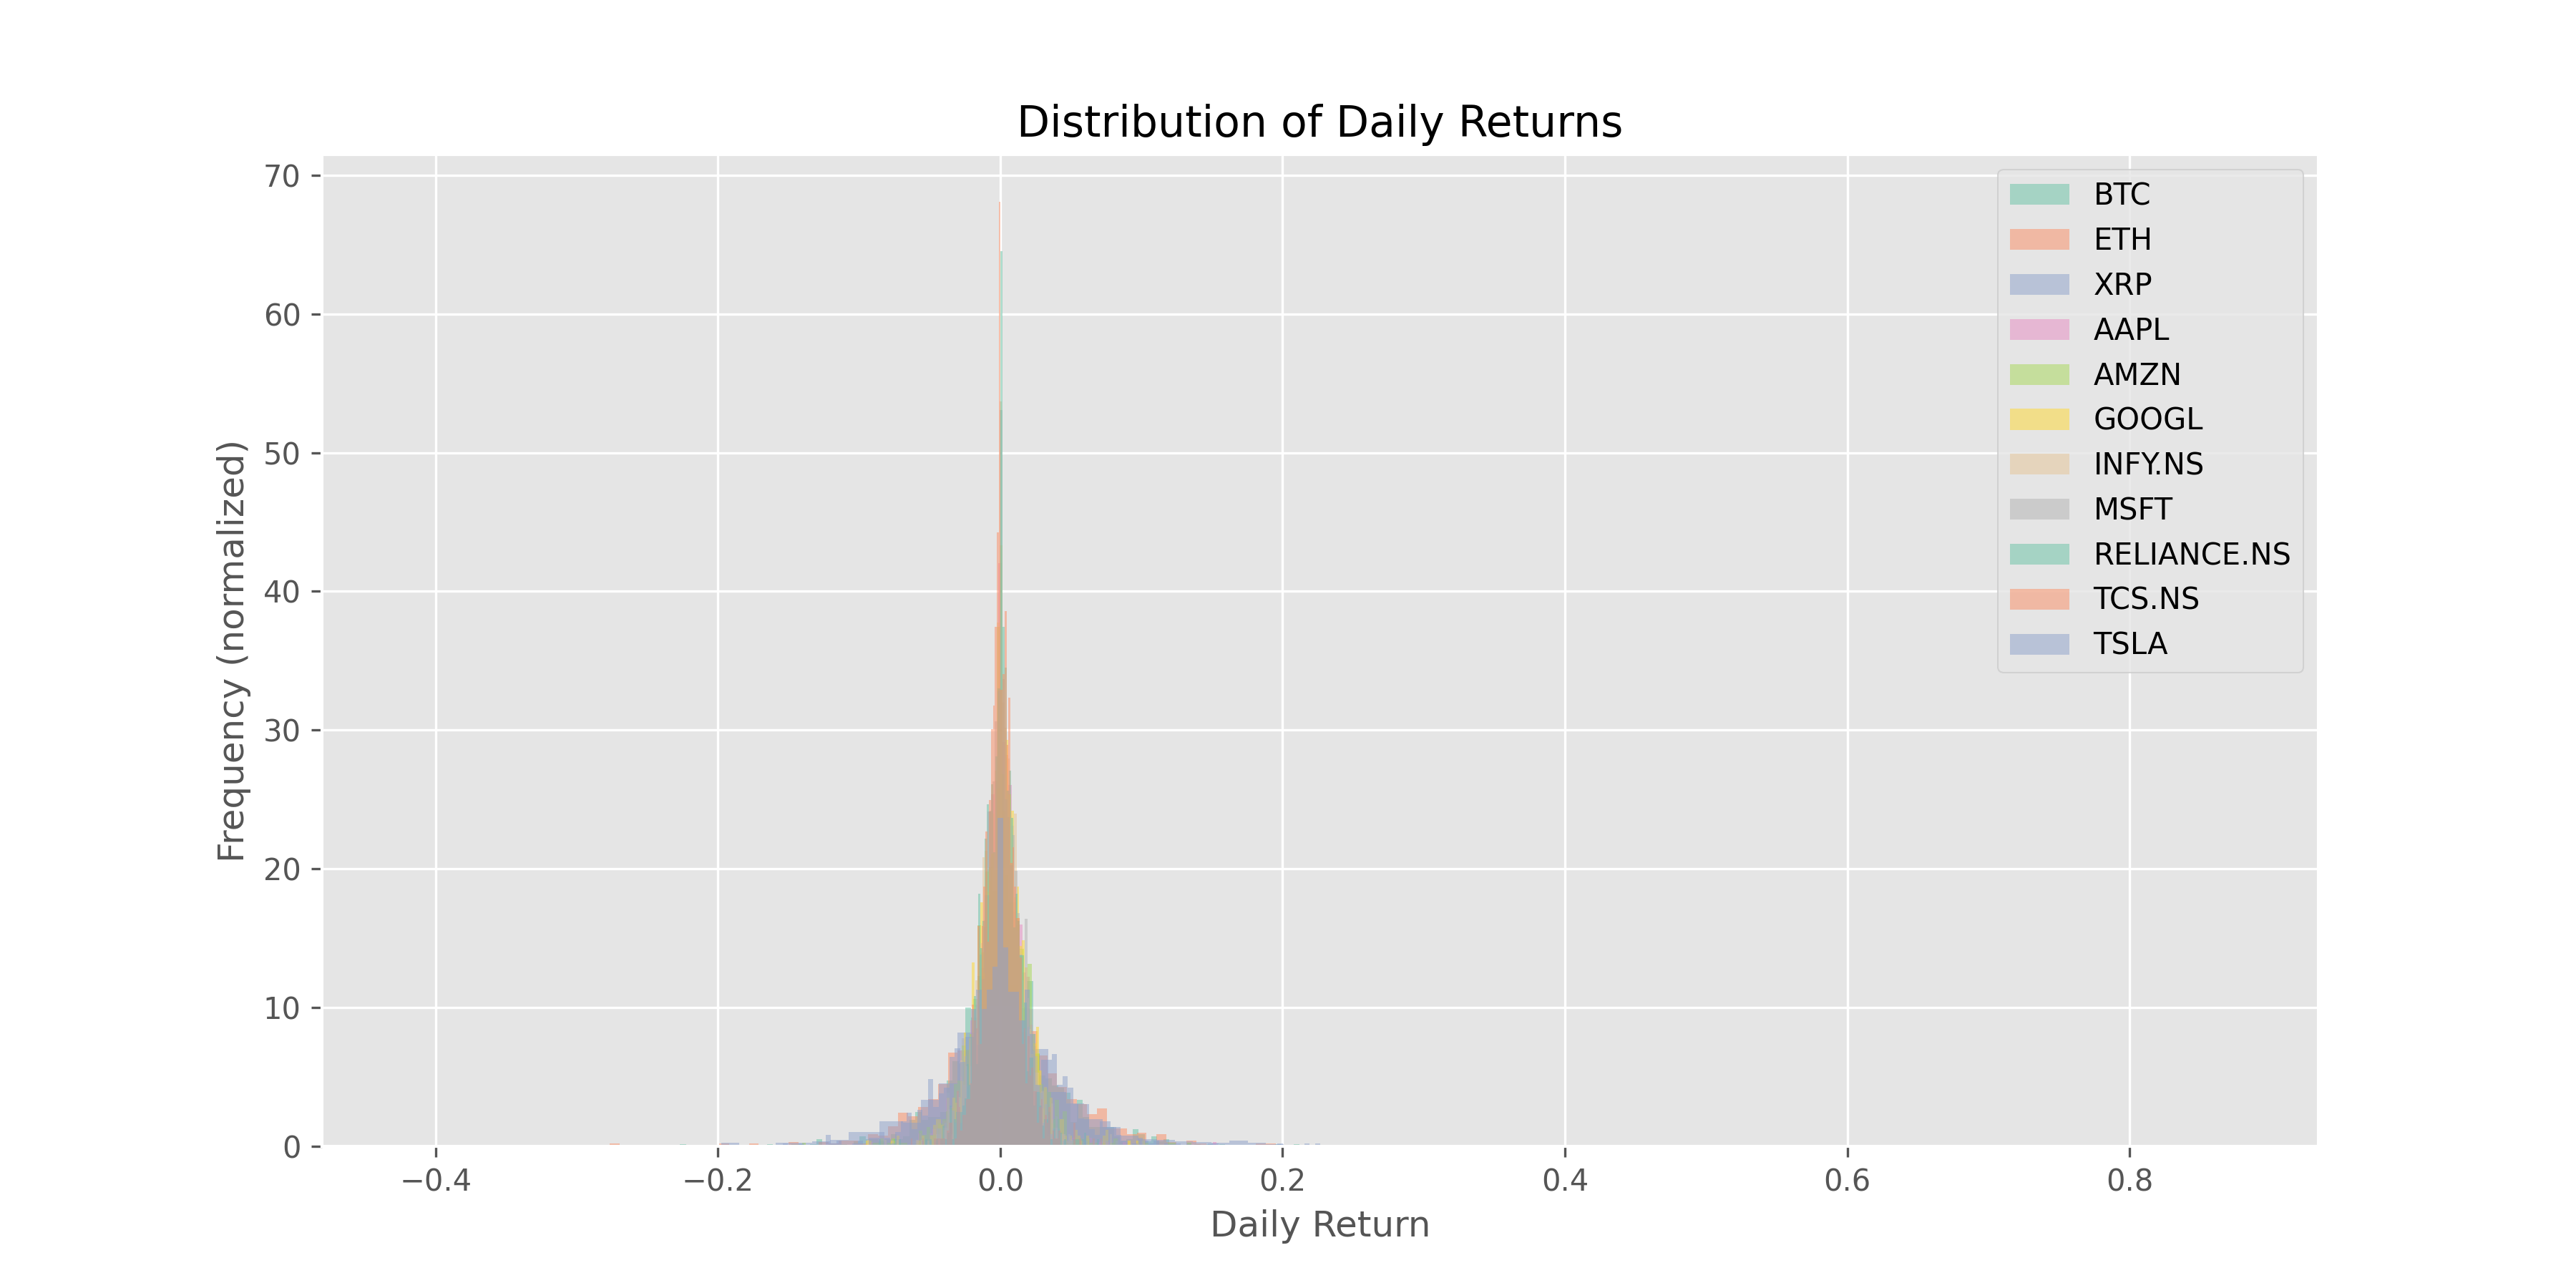 Distribution of Daily Returns
70
60
50
40
30
20
10
0
Frequency (normalized)
−0.4
−0.2
0.0
0.2
0.4
0.6
0.8
Daily Return
BTC
ETH
XRP
AAPL
AMZN
GOOGL
INFY.NS
MSFT
RELIANCE.NS
TCS.NS
TSLA